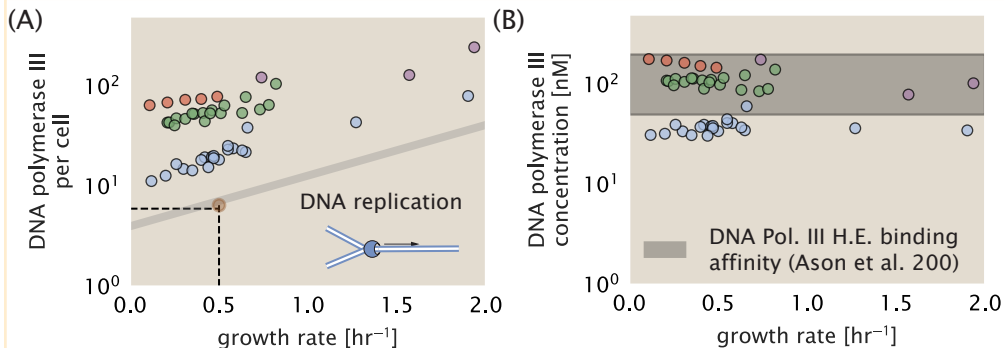 (A)
DNA polymerase III
per cell
10²
10¹
10⁰
0.0 0.5 1.0 1.5 2.0
growth rate [hr⁻¹]
DNA replication
(B)
DNA polymerase III
concentration [nM]
10²
10¹
10⁰
0.0 0.5 1.0 1.5 2.0
growth rate [hr⁻¹]
DNA Pol. III H.E. binding
affinity (Ason et al. 200)